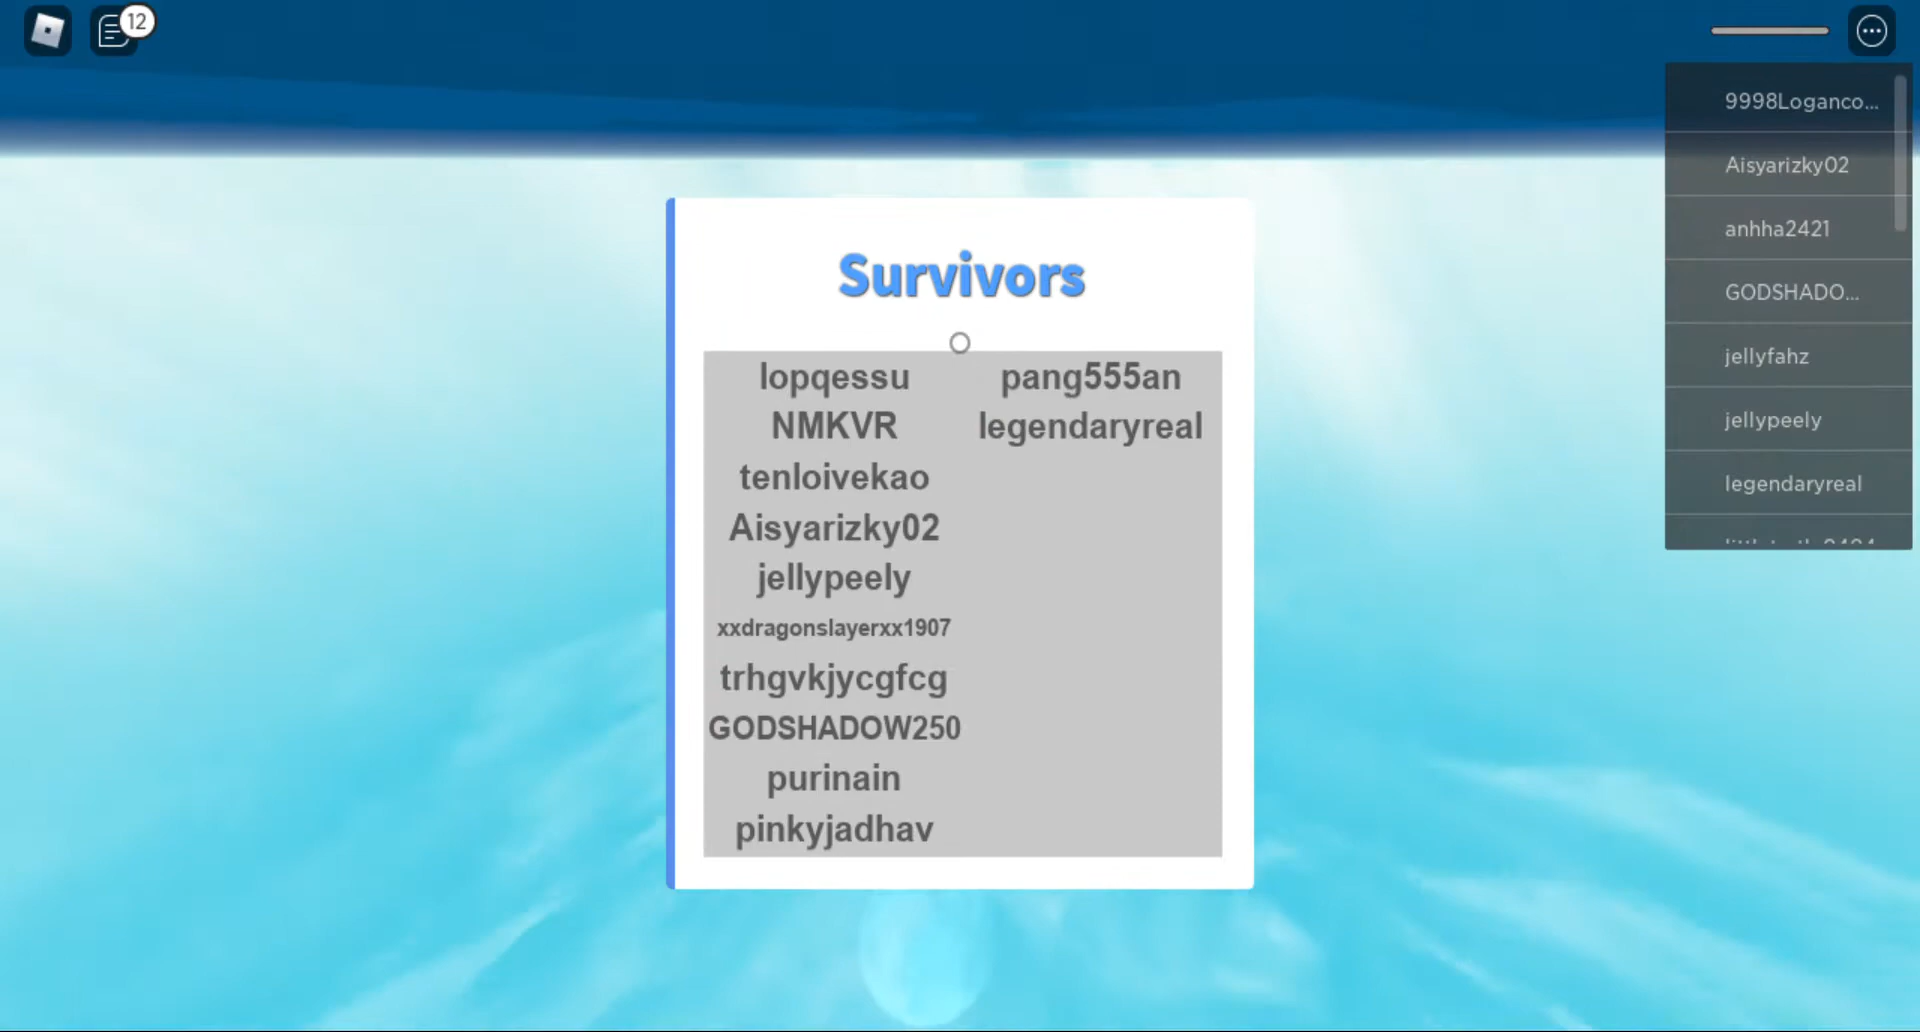 12
Survivors
lopqessu
NMKVR
tenloivekao
Aisyarizky02
jellypeely
xxdragonslayerxx1907
trhgvkjycgfcg
GODSHADOW250
purinain
pinkyjadhav
pang555an
legendaryreal
9998Loganco...
Aisyarizky02
anhha2421
GODSHADO...
jellyfahz
jellypeely
legendaryreal